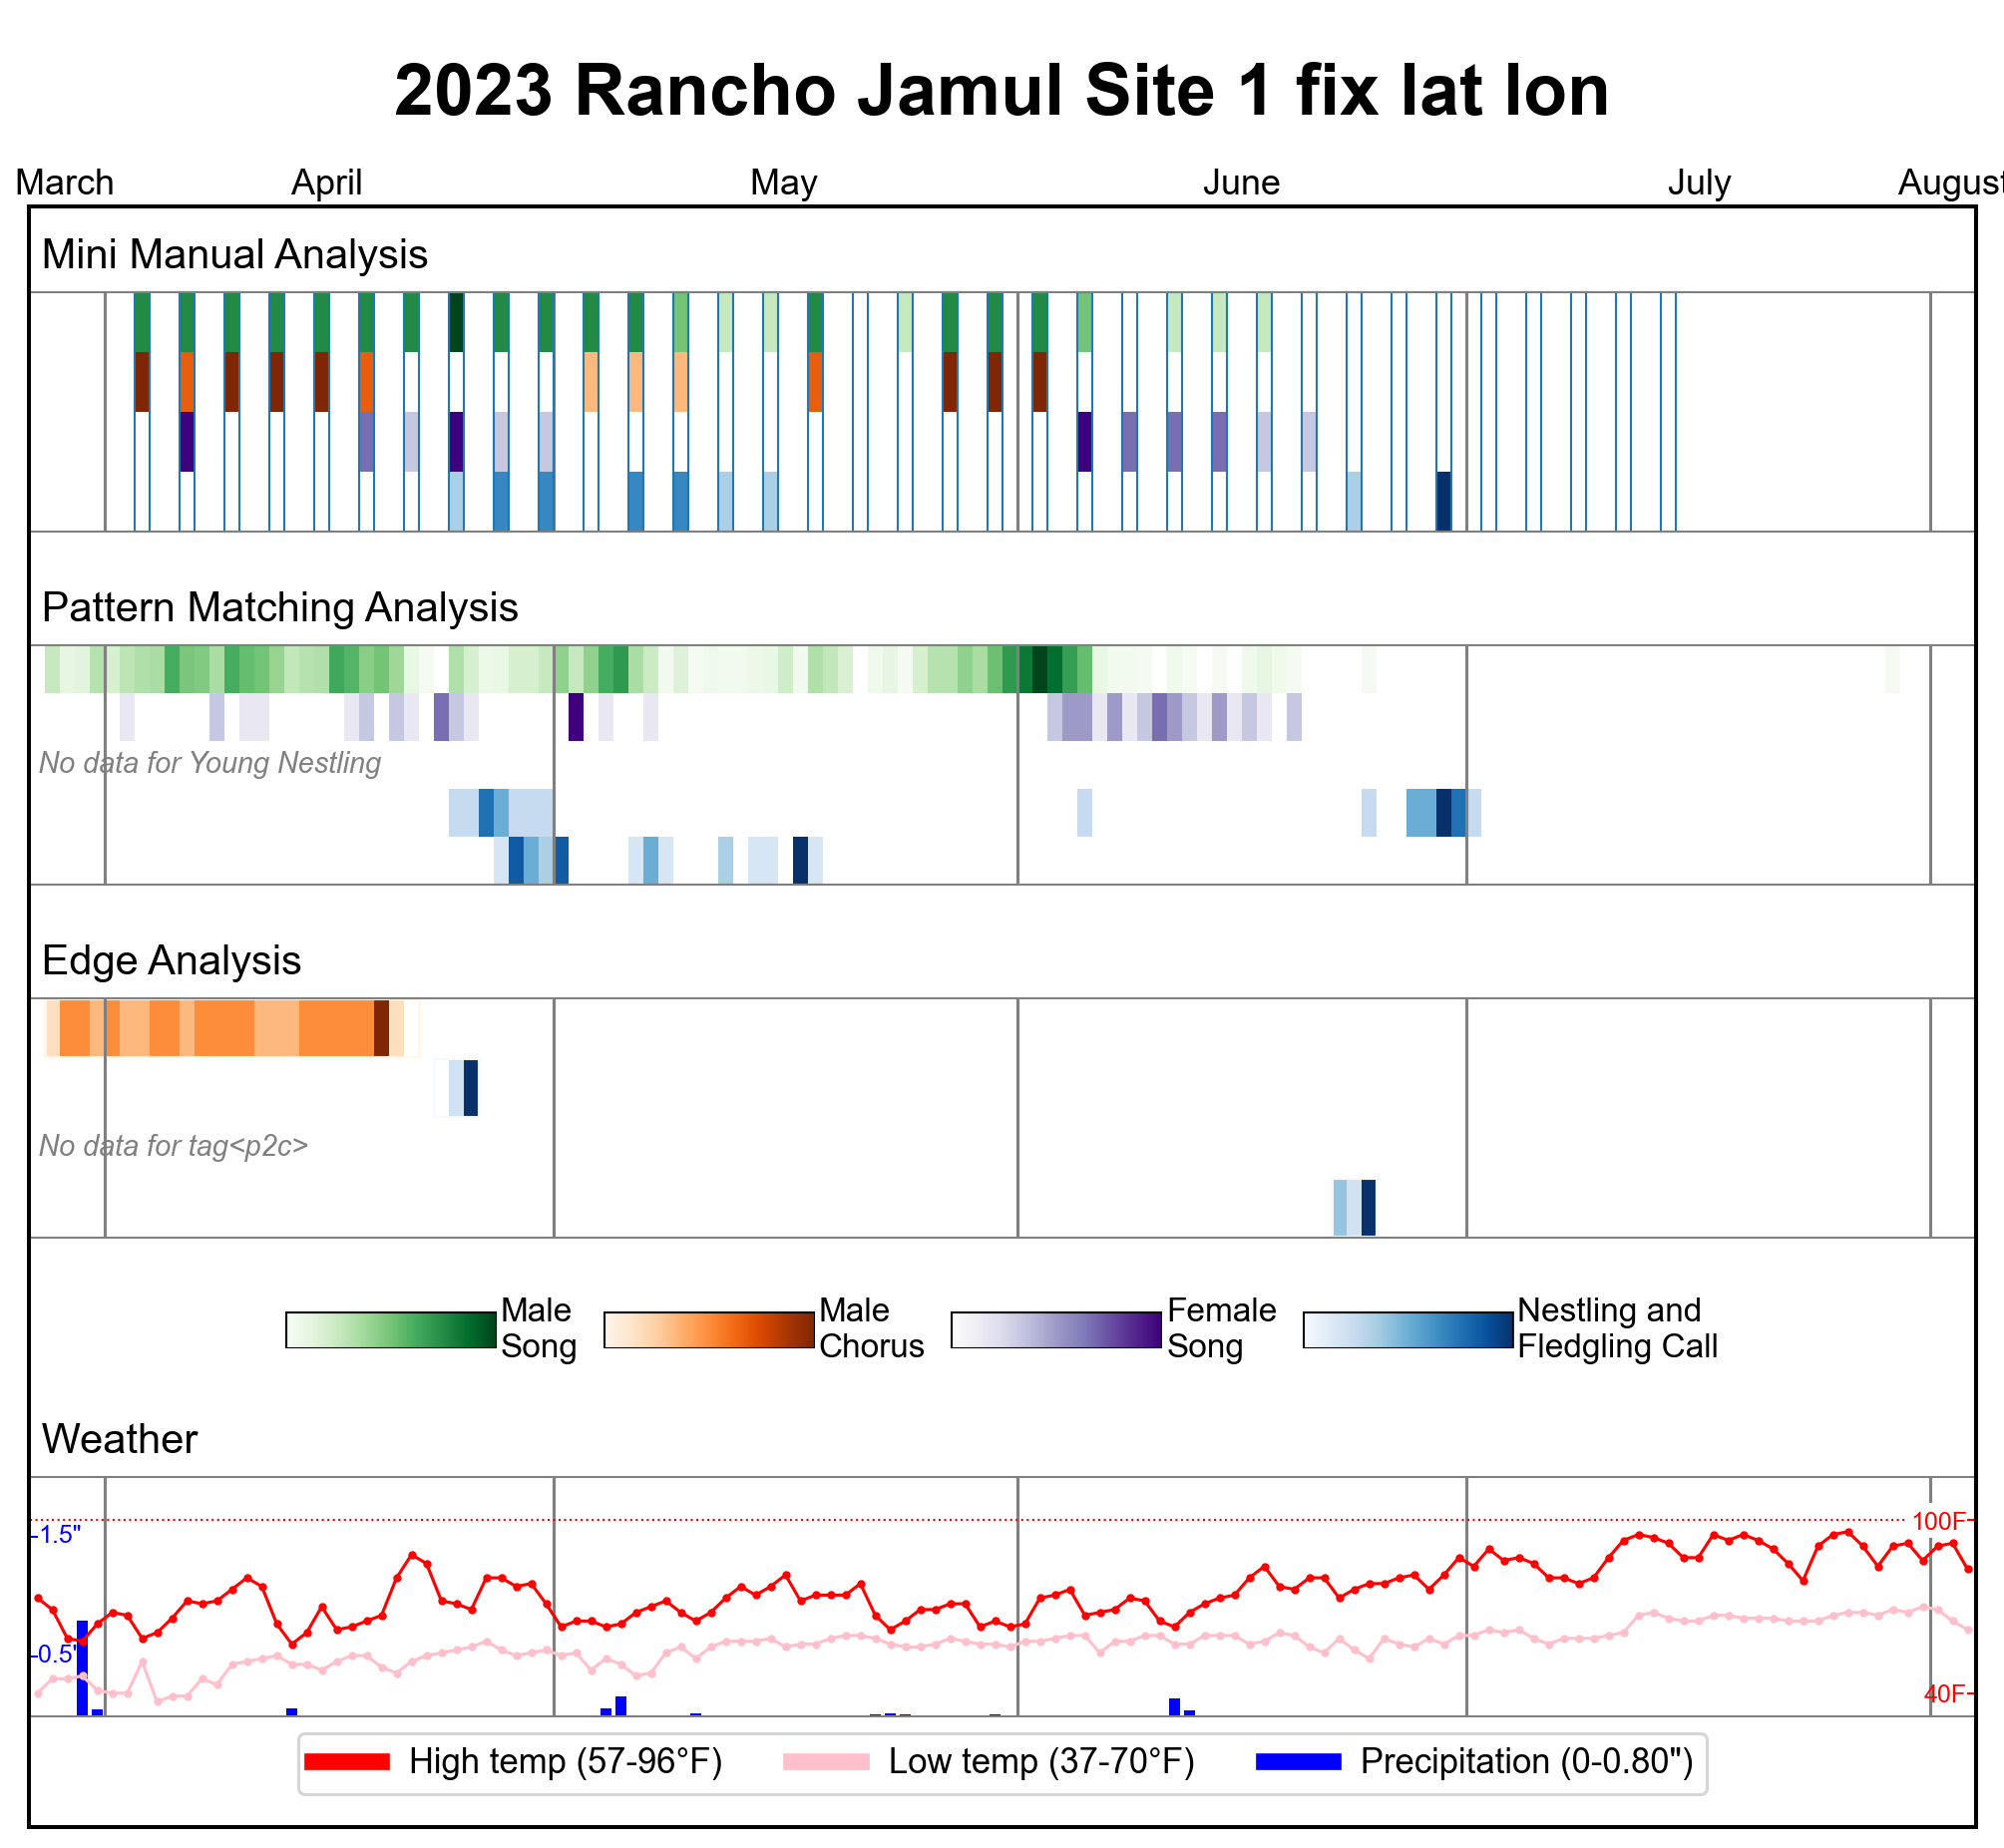 2023 Rancho Jamul Site 1 fix lat lon
March April May June July August
Mini Manual Analysis
Pattern Matching Analysis
No data for Young Nestling
Edge Analysis
No data for tag<p2c>
Male Song
Male Chorus
Female Song
Nestling and Fledgling Call
Weather
1.5"
100F
0.5"
40F
High temp (57-96°F) Low temp (37-70°F) Precipitation (0-0.80")